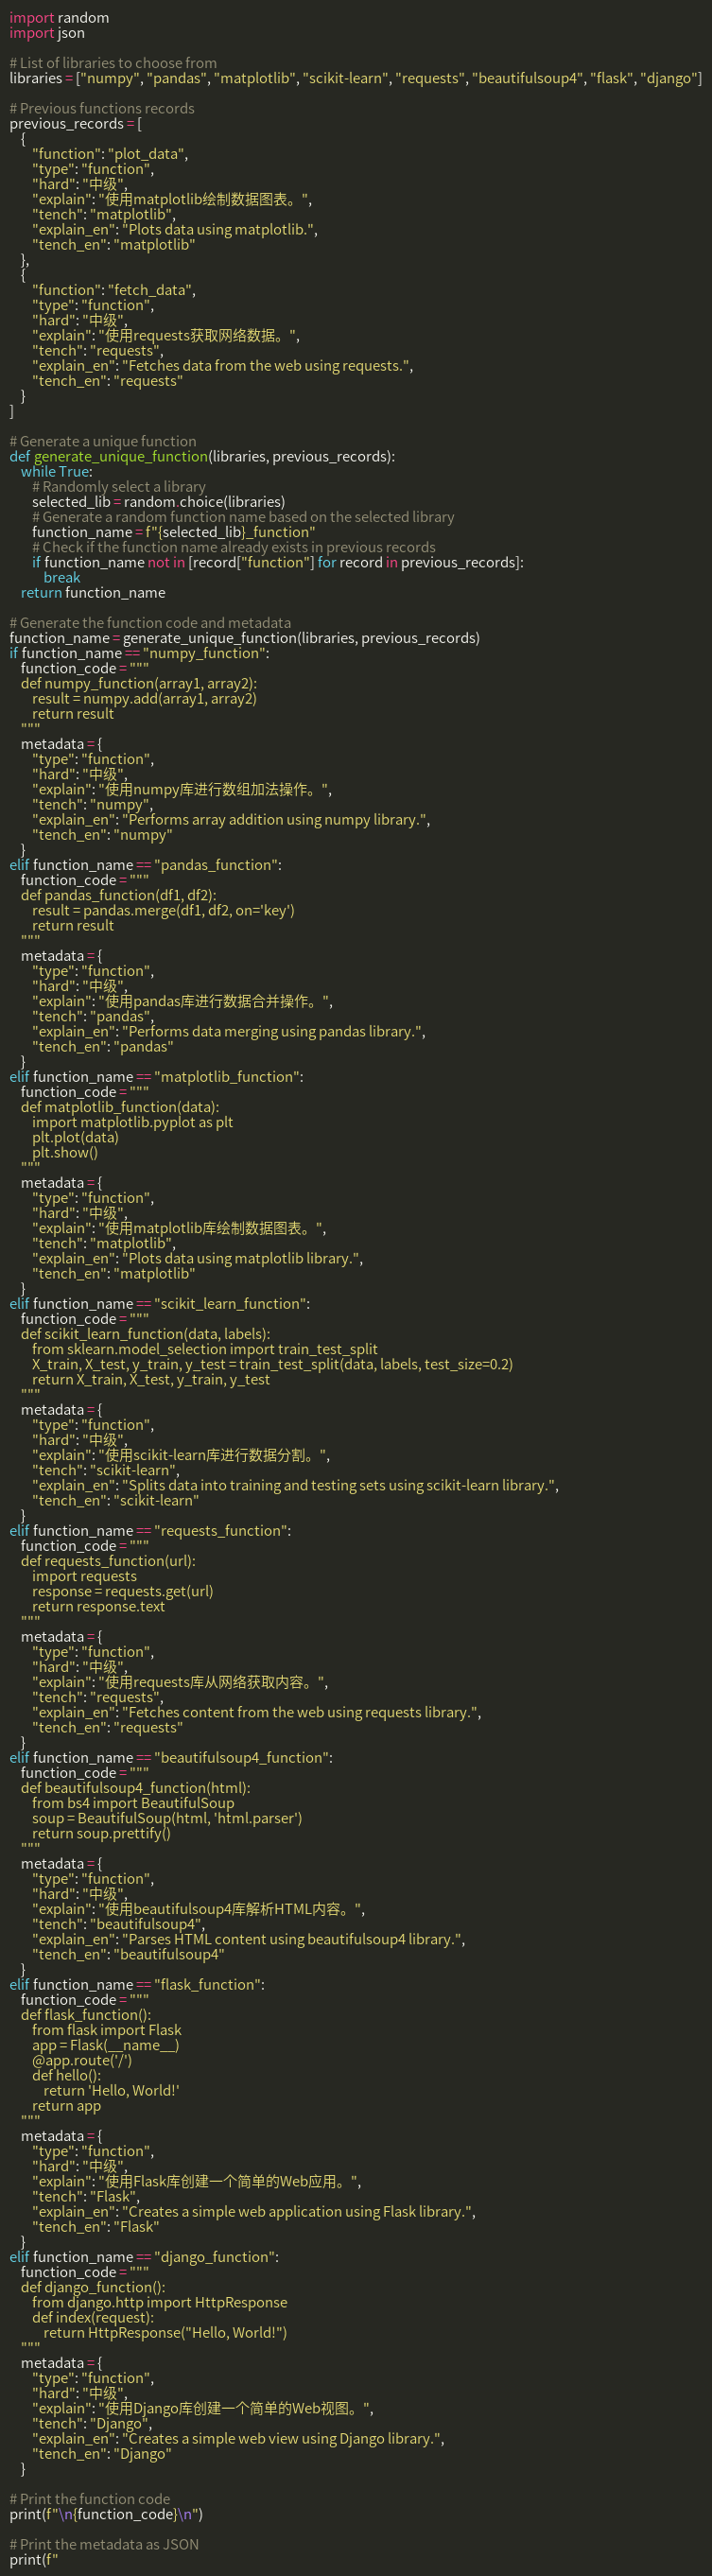 import random
import json

# List of libraries to choose from
libraries = ["numpy", "pandas", "matplotlib", "scikit-learn", "requests", "beautifulsoup4", "flask", "django"]

# Previous functions records
previous_records = [
    {
        "function": "plot_data",
        "type": "function",
        "hard": "中级",
        "explain": "使用matplotlib绘制数据图表。",
        "tench": "matplotlib",
        "explain_en": "Plots data using matplotlib.",
        "tench_en": "matplotlib"
    },
    {
        "function": "fetch_data",
        "type": "function",
        "hard": "中级",
        "explain": "使用requests获取网络数据。",
        "tench": "requests",
        "explain_en": "Fetches data from the web using requests.",
        "tench_en": "requests"
    }
]

# Generate a unique function
def generate_unique_function(libraries, previous_records):
    while True:
        # Randomly select a library
        selected_lib = random.choice(libraries)
        # Generate a random function name based on the selected library
        function_name = f"{selected_lib}_function"
        # Check if the function name already exists in previous records
        if function_name not in [record["function"] for record in previous_records]:
            break
    return function_name

# Generate the function code and metadata
function_name = generate_unique_function(libraries, previous_records)
if function_name == "numpy_function":
    function_code = """
    def numpy_function(array1, array2):
        result = numpy.add(array1, array2)
        return result
    """
    metadata = {
        "type": "function",
        "hard": "中级",
        "explain": "使用numpy库进行数组加法操作。",
        "tench": "numpy",
        "explain_en": "Performs array addition using numpy library.",
        "tench_en": "numpy"
    }
elif function_name == "pandas_function":
    function_code = """
    def pandas_function(df1, df2):
        result = pandas.merge(df1, df2, on='key')
        return result
    """
    metadata = {
        "type": "function",
        "hard": "中级",
        "explain": "使用pandas库进行数据合并操作。",
        "tench": "pandas",
        "explain_en": "Performs data merging using pandas library.",
        "tench_en": "pandas"
    }
elif function_name == "matplotlib_function":
    function_code = """
    def matplotlib_function(data):
        import matplotlib.pyplot as plt
        plt.plot(data)
        plt.show()
    """
    metadata = {
        "type": "function",
        "hard": "中级",
        "explain": "使用matplotlib库绘制数据图表。",
        "tench": "matplotlib",
        "explain_en": "Plots data using matplotlib library.",
        "tench_en": "matplotlib"
    }
elif function_name == "scikit_learn_function":
    function_code = """
    def scikit_learn_function(data, labels):
        from sklearn.model_selection import train_test_split
        X_train, X_test, y_train, y_test = train_test_split(data, labels, test_size=0.2)
        return X_train, X_test, y_train, y_test
    """
    metadata = {
        "type": "function",
        "hard": "中级",
        "explain": "使用scikit-learn库进行数据分割。",
        "tench": "scikit-learn",
        "explain_en": "Splits data into training and testing sets using scikit-learn library.",
        "tench_en": "scikit-learn"
    }
elif function_name == "requests_function":
    function_code = """
    def requests_function(url):
        import requests
        response = requests.get(url)
        return response.text
    """
    metadata = {
        "type": "function",
        "hard": "中级",
        "explain": "使用requests库从网络获取内容。",
        "tench": "requests",
        "explain_en": "Fetches content from the web using requests library.",
        "tench_en": "requests"
    }
elif function_name == "beautifulsoup4_function":
    function_code = """
    def beautifulsoup4_function(html):
        from bs4 import BeautifulSoup
        soup = BeautifulSoup(html, 'html.parser')
        return soup.prettify()
    """
    metadata = {
        "type": "function",
        "hard": "中级",
        "explain": "使用beautifulsoup4库解析HTML内容。",
        "tench": "beautifulsoup4",
        "explain_en": "Parses HTML content using beautifulsoup4 library.",
        "tench_en": "beautifulsoup4"
    }
elif function_name == "flask_function":
    function_code = """
    def flask_function():
        from flask import Flask
        app = Flask(__name__)
        @app.route('/')
        def hello():
            return 'Hello, World!'
        return app
    """
    metadata = {
        "type": "function",
        "hard": "中级",
        "explain": "使用Flask库创建一个简单的Web应用。",
        "tench": "Flask",
        "explain_en": "Creates a simple web application using Flask library.",
        "tench_en": "Flask"
    }
elif function_name == "django_function":
    function_code = """
    def django_function():
        from django.http import HttpResponse
        def index(request):
            return HttpResponse("Hello, World!")
    """
    metadata = {
        "type": "function",
        "hard": "中级",
        "explain": "使用Django库创建一个简单的Web视图。",
        "tench": "Django",
        "explain_en": "Creates a simple web view using Django library.",
        "tench_en": "Django"
    }

# Print the function code
print(f"\n{function_code}\n")

# Print the metadata as JSON
print(f"